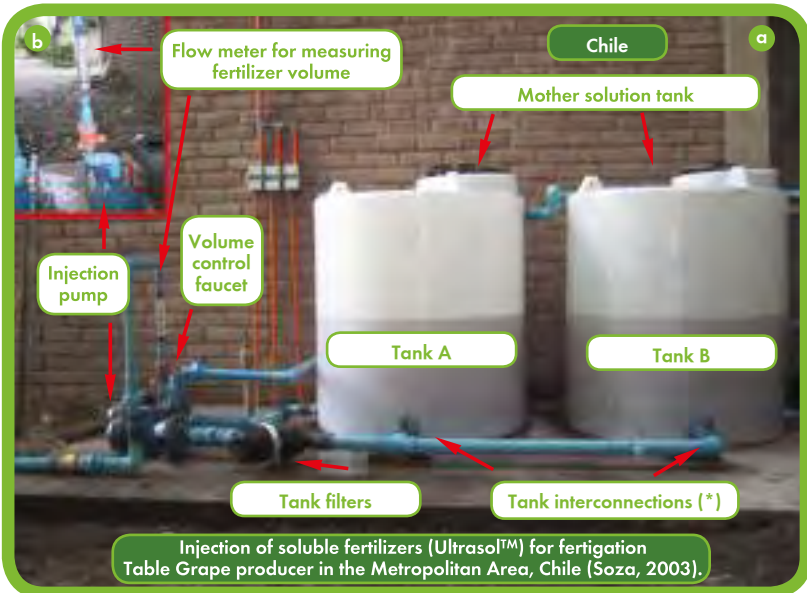 b
Flow meter for measuring
fertilizer volume
Chile
a
Mother solution tank
Volume
control
faucet
Injection
pump
Tank A
Tank B
Tank filters
Tank interconnections (*)
Injection of soluble fertilizers (Ultrasol™) for fertigation
Table Grape producer in the Metropolitan Area, Chile (Soza, 2003).